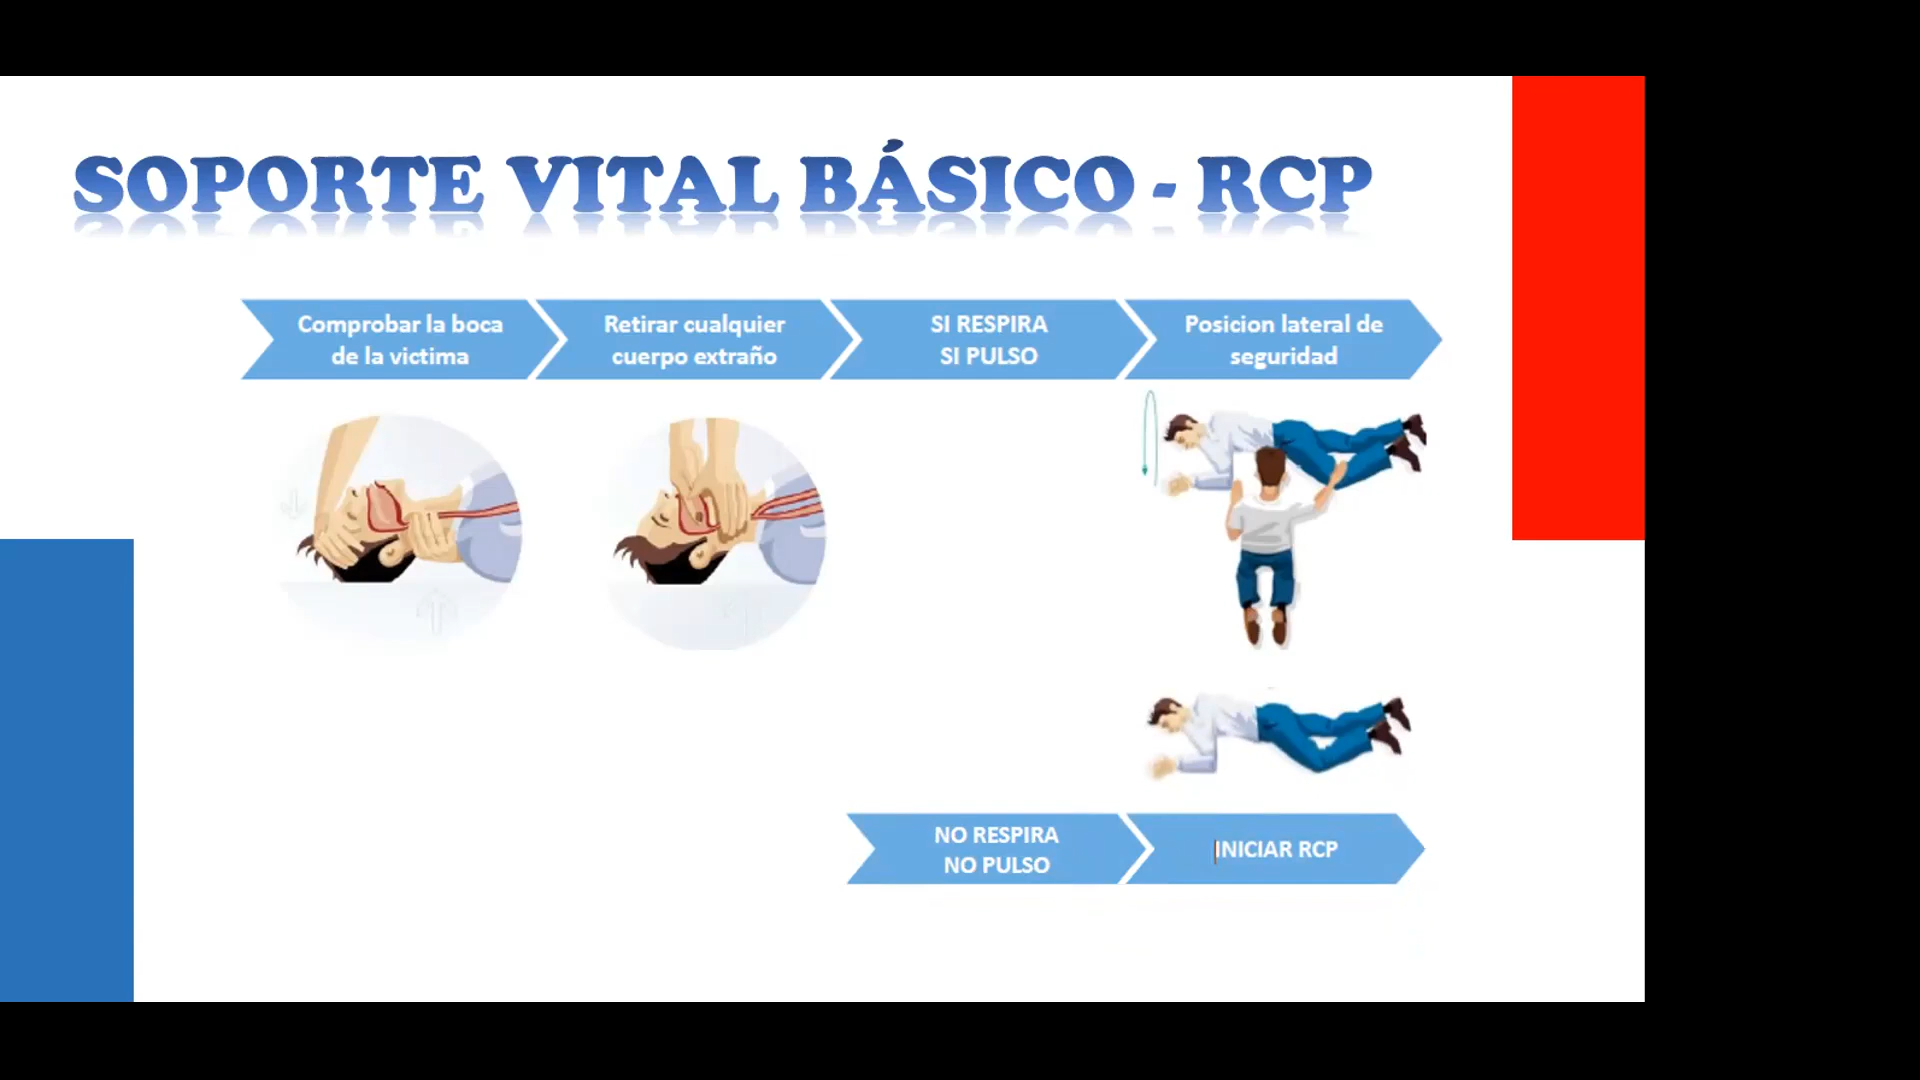 SOPORTE VITAL BÁSICO - RCP
Comprobar la boca
de la victima
Retirar cualquier
cuerpo extraño
SI RESPIRA
SI PULSO
Posicion lateral de
seguridad
NO RESPIRA
NO PULSO
INICIAR RCP